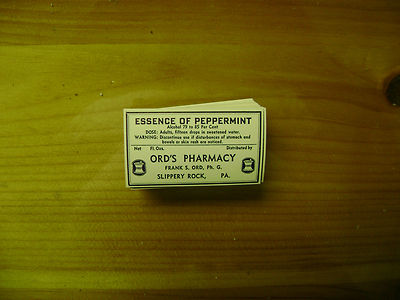 ESSENCE OF PEPPERMINT
Alcohol 79 to 85 Per Cent
DOSE: Adults, fifteen drops in sweetened water.
WARNING: Discontinue use if disturbances of stomach and
bowels or skin rash are noticed.
Net Fl. Ozs. Distributed by
ORD'S PHARMACY
FRANK S. ORD, Ph. G.
SLIPPERY ROCK, PA.